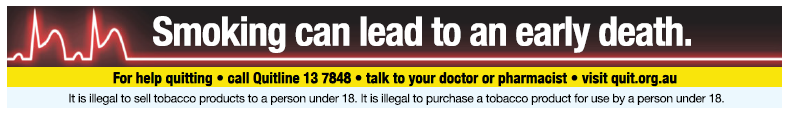 Smoking can lead to an early death.
For help quitting • call Quitline 13 7848 • talk to your doctor or pharmacist • visit quit.org.au
It is illegal to sell tobacco products to a person under 18. It is illegal to purchase a tobacco product for use by a person under 18.